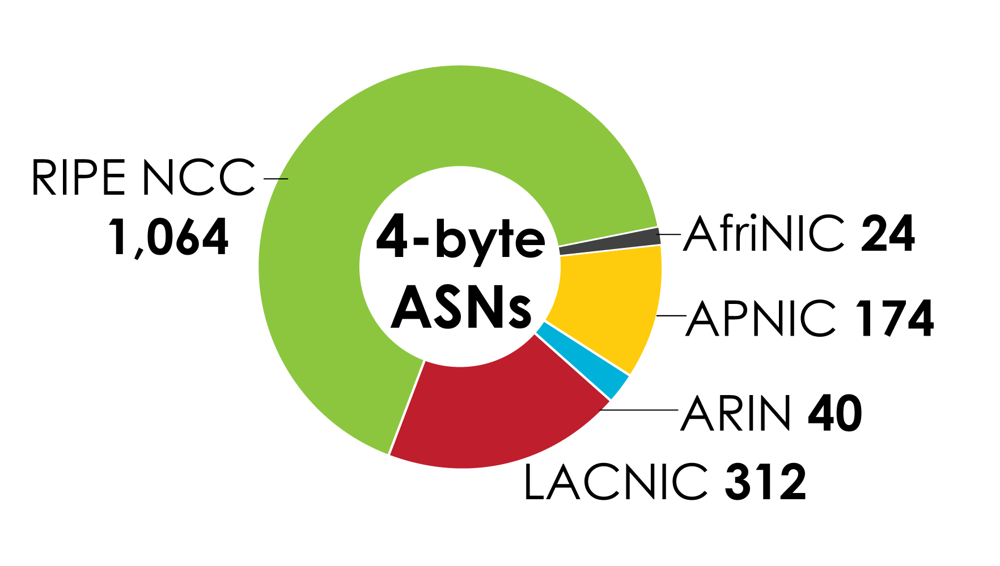 RIPE NCC
1,064
4-byte
ASNs
AfriNIC 24
APNIC 174
ARIN 40
LACNIC 312